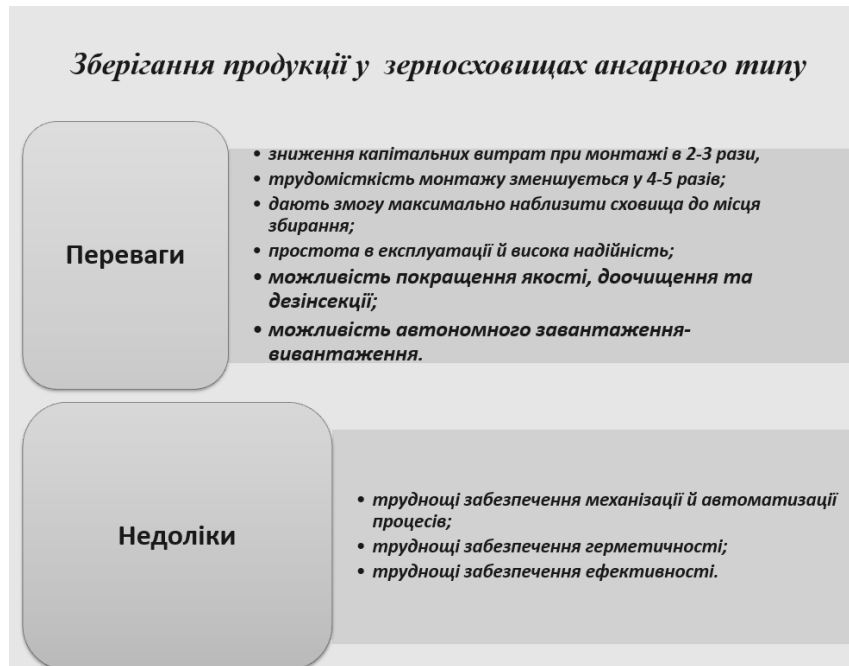 Зберігання продукції у зерносховищах ангарного типу
Переваги
• зниження капітальних витрат при монтажі в 2-3 рази,
• трудомісткість монтажу зменшується у 4-5 разів;
• дають змогу максимально наблизити сховища до місця
збирання;
• простота в експлуатації й висока надійність;
• можливість покращення якості, доочищення та
дезінсекції;
• можливість автономного завантаження-
вивантаження.
Недоліки
• труднощі забезпечення механізації й автоматизації
процесів;
• труднощі забезпечення герметичності;
• труднощі забезпечення ефективності.